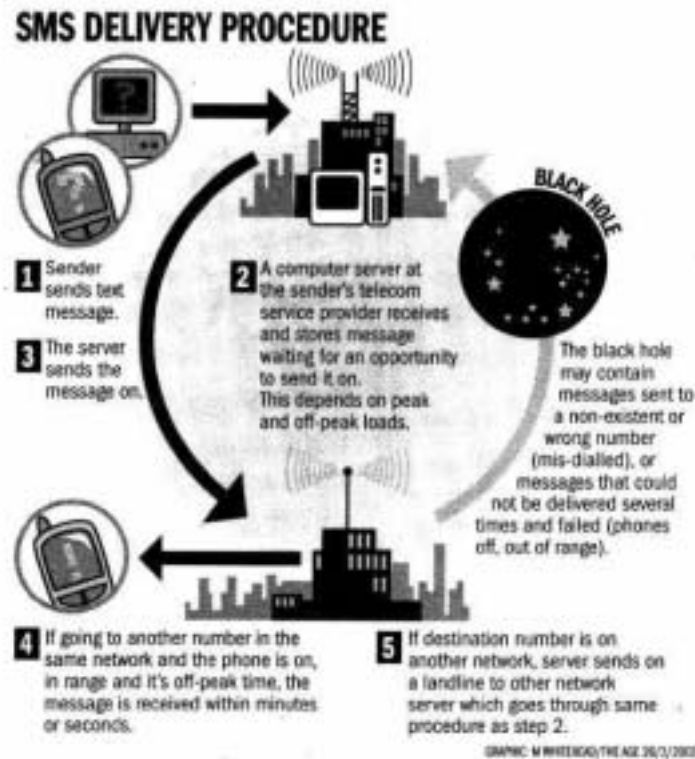 SMS DELIVERY PROCEDURE
?
?
1 Sender
sends text
message.
2 A computer server at
the sender's telecom
service provider receives
and stores message
waiting for an opportunity
to send it on.
This depends on peak
and off-peak loads.
3 The server
sends the
message on.
BLACK HOLE
The black hole
may contain
messages sent to
a non-existent or
wrong number
(mis-dialled), or
messages that could
not be delivered several
times and failed (phones
off, out of range).
!
4 If going to another number in the
same network and the phone is on,
in range and it's off-peak time, the
message is received within minutes
or seconds.
5 If destination number is on
another network, server sends on
a landline to other network
server which goes through same
procedure as step 2.
GRAPHIC: M WHITEHEAD/THE AGE